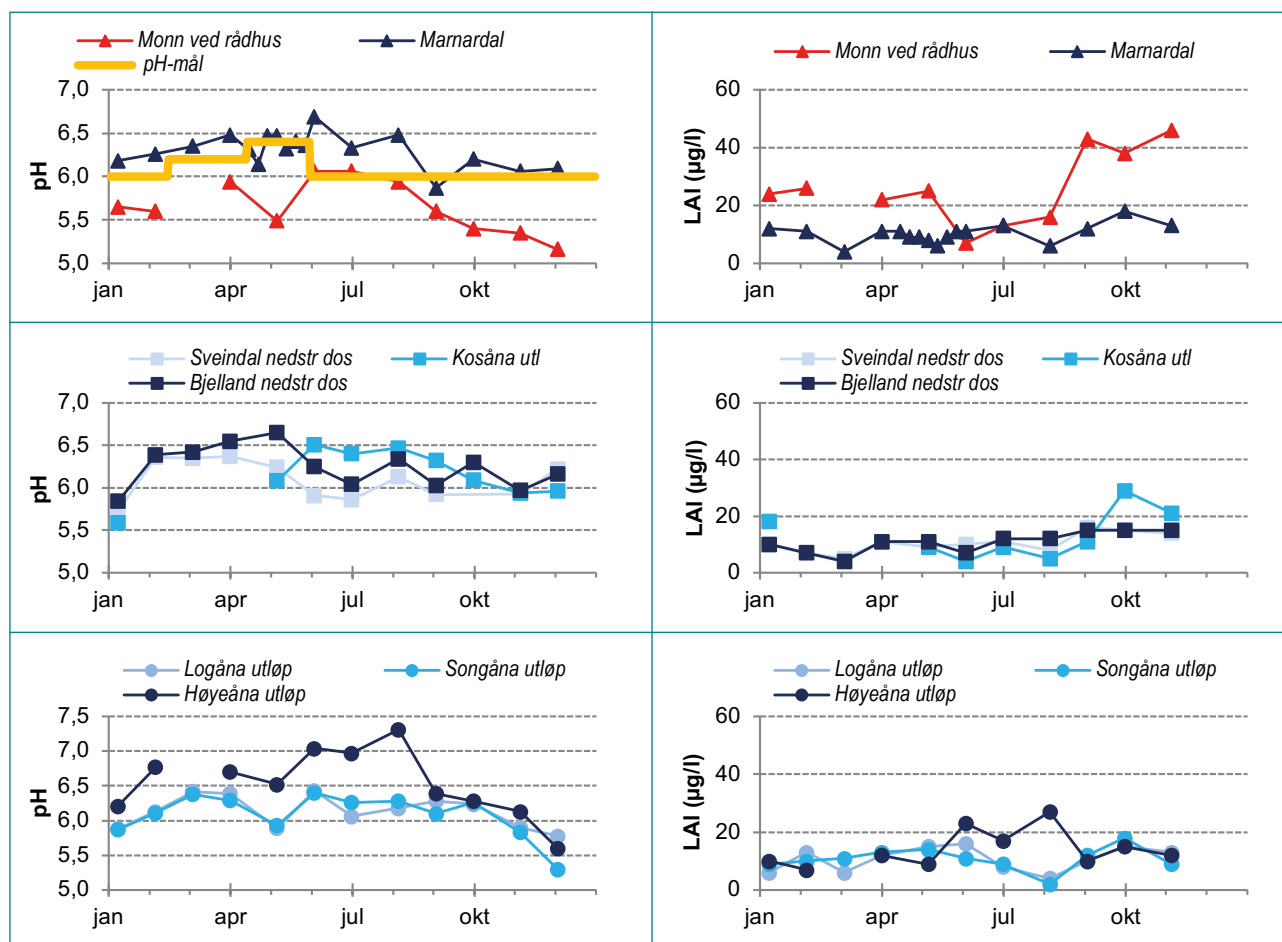 Monn ved rådhus Marnardal
pH-mål
7,0
6,5
6,0
5,5
5,0
pH
jan apr jul okt
Monn ved rådhus Marnardal
60
40
20
0
LAl (µg/l)
jan apr jul okt
Sveindal nedstr dos Kosåna utl
Bjelland nedstr dos
7,0
6,5
6,0
5,5
5,0
pH
jan apr jul okt
Sveindal nedstr dos Kosåna utl
Bjelland nedstr dos
60
40
20
0
LAl (µg/l)
jan apr jul okt
Logåna utløp Songåna utløp
Høyeåna utløp
7,5
7,0
6,5
6,0
5,5
5,0
pH
jan apr jul okt
Logåna utløp Songåna utløp
Høyeåna utløp
60
40
20
0
LAl (µg/l)
jan apr jul okt